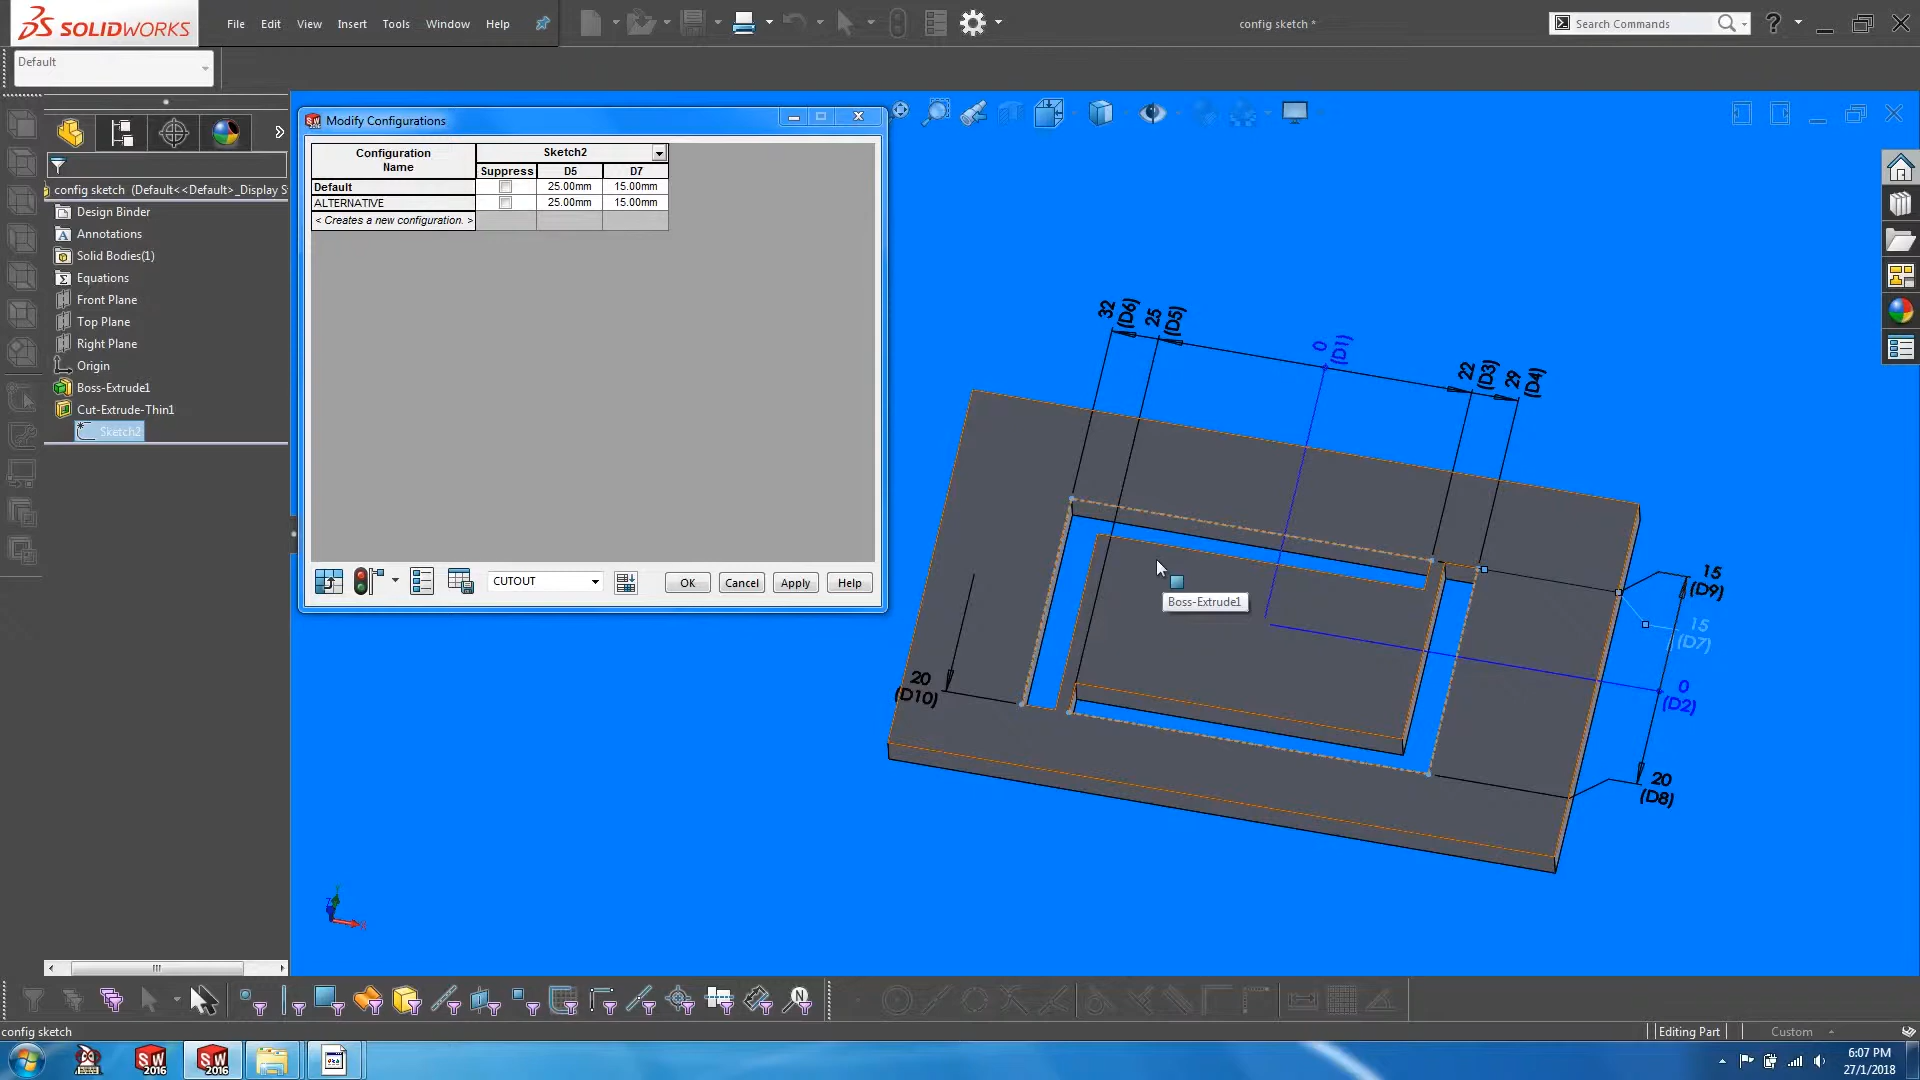 SOLIDWORKS
File Edit View Insert Tools Window Help
config sketch *
Search Commands
?
Default
Modify Configurations
Configuration Name
Sketch2
Suppress D5 D7
Default 25.00mm 15.00mm
ALTERNATIVE 25.00mm 15.00mm
< Creates a new configuration. >
CUTOUT
OK Cancel Apply Help
config sketch (Default<<Default>_Display S
Design Binder
Annotations
Solid Bodies(1)
Equations
Front Plane
Top Plane
Right Plane
Origin
Boss-Extrude1
Cut-Extrude-Thin1
Sketch2
32 (D6)
25 (D5)
0 (D1)
22 (D3)
29 (D4)
15 (D9)
15 (D7)
0 (D2)
20 (D8)
20 (D10)
Boss-Extrude1
config sketch
Editing Part
Custom
SW 2016
SW 2016
6:07 PM
27/1/2018